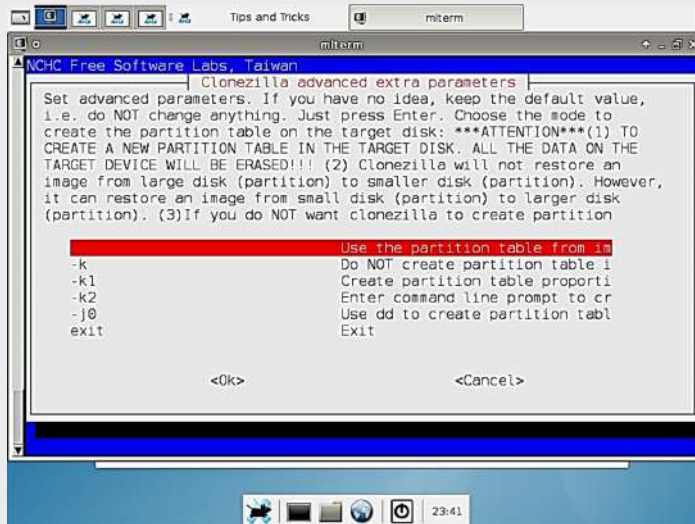 Tips and Tricks
mlterm
mlterm
NCHC Free Software Labs, Taiwan
Clonezilla advanced extra parameters
Set advanced parameters. If you have no idea, keep the default value,
i.e. do NOT change anything. Just press Enter. Choose the mode to
create the partition table on the target disk: ***ATTENTION***(1) TO
CREATE A NEW PARTITION TABLE IN THE TARGET DISK. ALL THE DATA ON THE
TARGET DEVICE WILL BE ERASED!!! (2) Clonezilla will not restore an
image from large disk (partition) to smaller disk (partition). However,
it can restore an image from small disk (partition) to larger disk
(partition). (3)If you do NOT want clonezilla to create partition
Use the partition table from im
-k Do NOT create partition table i
-k1 Create partition table proporti
-k2 Enter command line prompt to cr
-j0 Use dd to create partition tabl
exit Exit
<Ok> <Cancel>
23:41